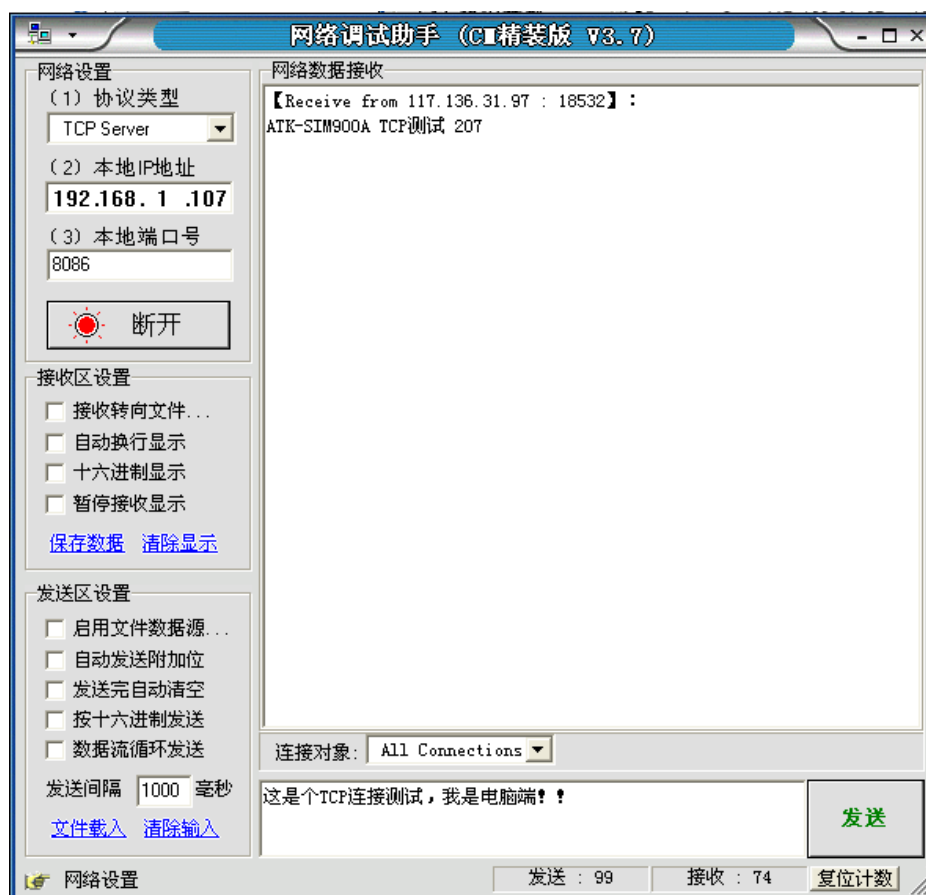 网络调试助手 (CⅢ精装版 V3.7)
网络设置
(1) 协议类型
TCP Server
(2) 本地IP地址
192.168. 1 .107
(3) 本地端口号
8086
断开
接收区设置
接收转向文件...
自动换行显示
十六进制显示
暂停接收显示
保存数据 清除显示
发送区设置
启用文件数据源...
自动发送附加位
发送完自动清空
按十六进制发送
数据流循环发送
发送间隔 1000 毫秒
文件载入 清除输入
网络数据接收
【Receive from 117.136.31.97 : 18532】:
ATK-SIM900A TCP测试 207
连接对象: All Connections
这是个TCP连接测试,我是电脑端!!
发送
网络设置
发送 : 99
接收 : 74
复位计数